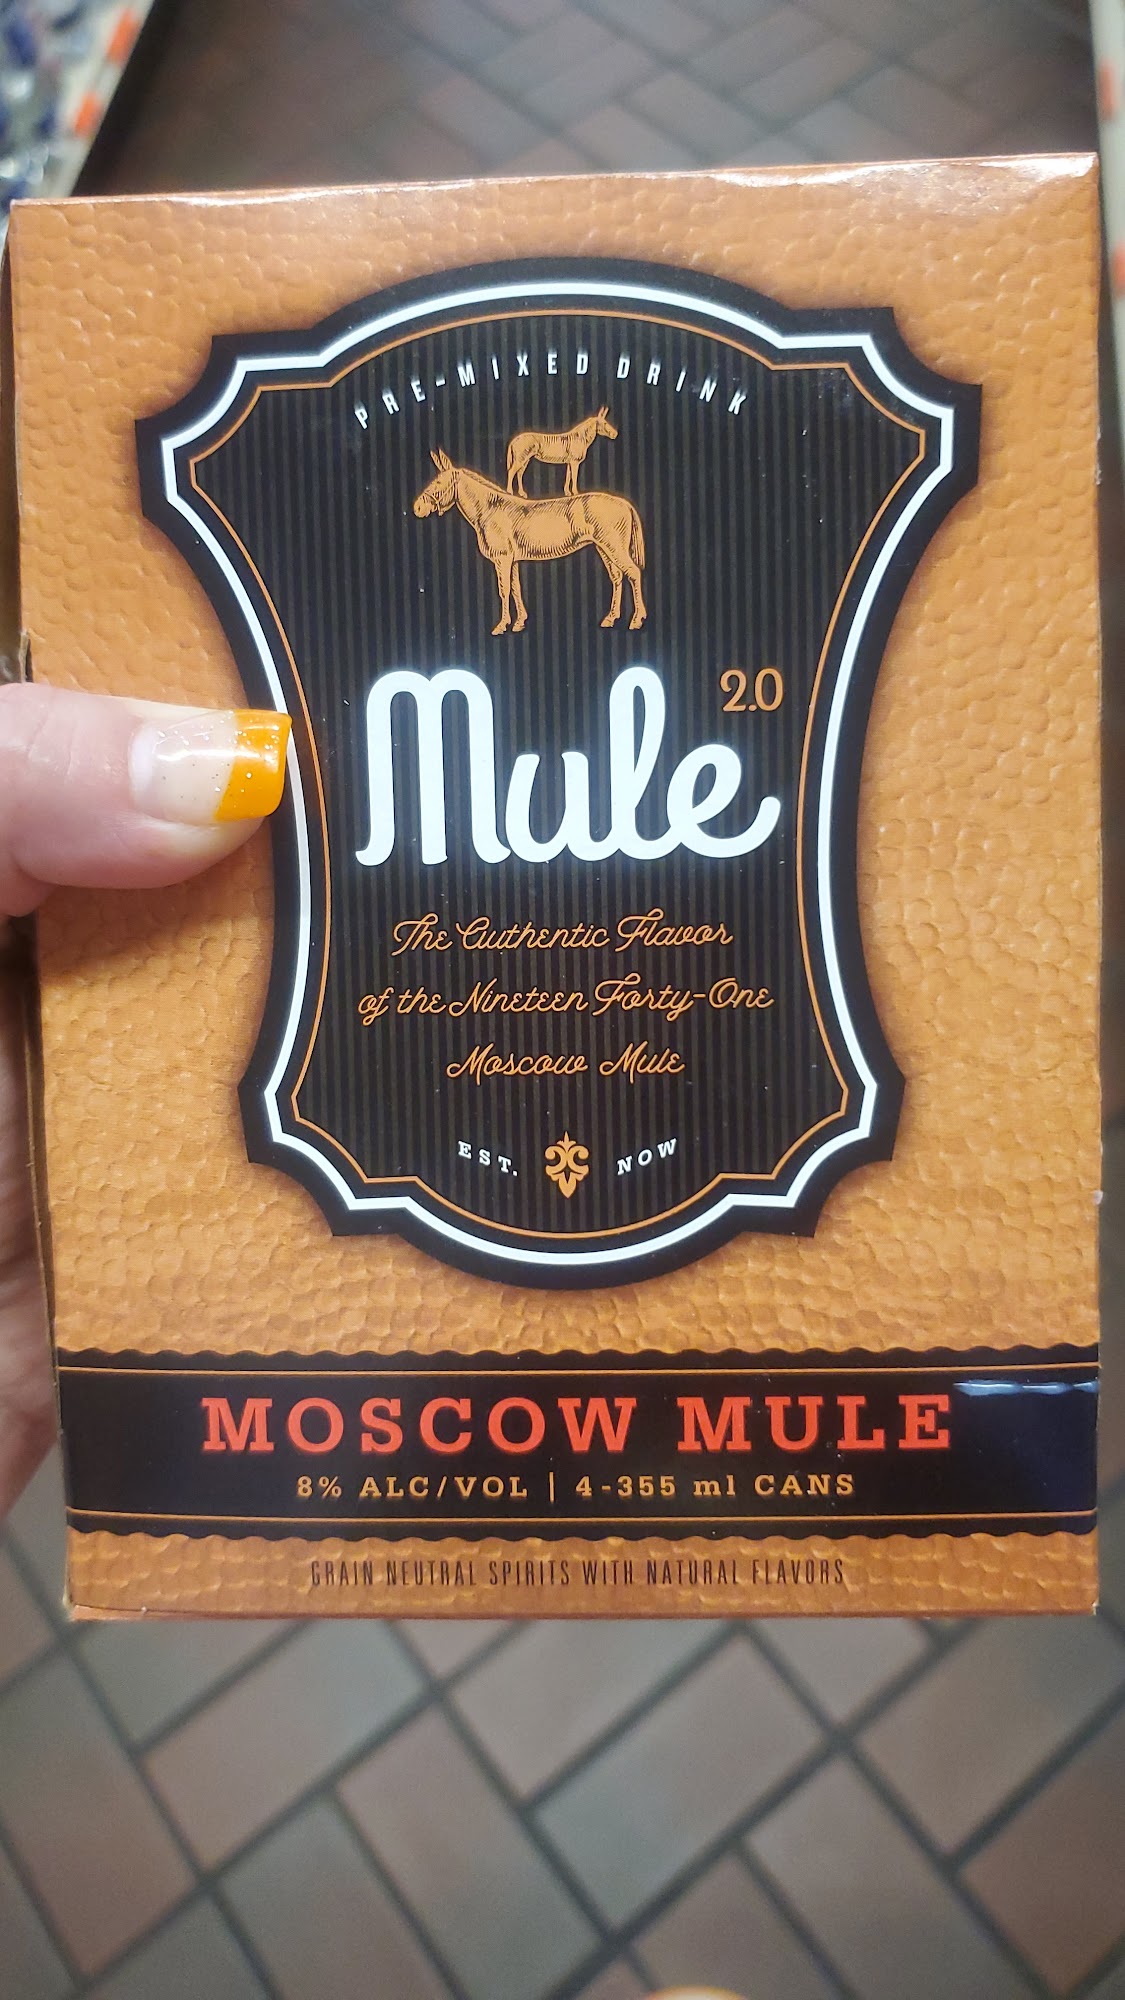 PRE-MIXED DRINK
Mule 2.0
The Authentic Flavor
of the Nineteen Forty-One
Moscow Mule
EST. NOW
MOSCOW MULE
8% ALC/VOL | 4-355 ml CANS
GRAIN NEUTRAL SPIRITS WITH NATURAL FLAVORS